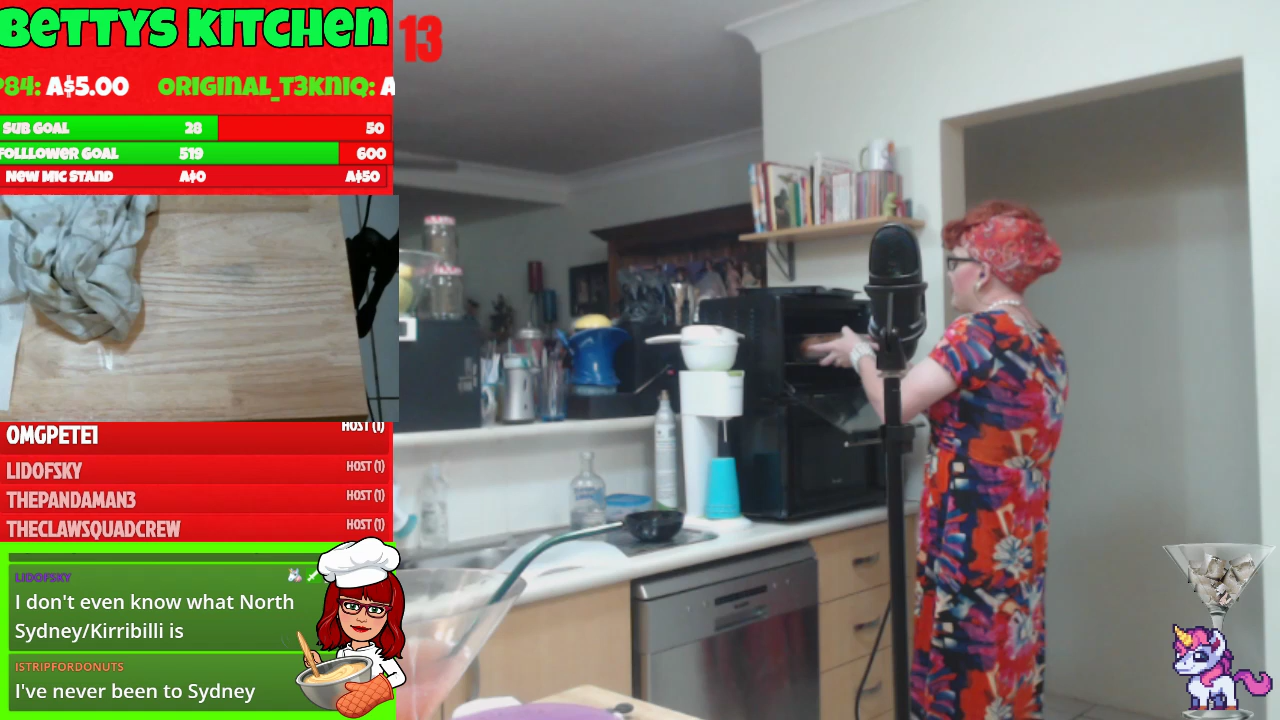 BETTYS KITCHEN
13
P84: A$5.00 ORIGINAL_T3KNIQ: A
SUB GOAL 28 50
FOLLLOWER GOAL 519 600
NEW MIC STAND A$0 A$50
OMGPETE1 HOST (1)
LIDOFSKY HOST (1)
THEPANDAMAN3 HOST (1)
THECLAWSQUADCREW HOST (1)
LIDOFSKY
I don't even know what North
Sydney/Kirribilli is
ISTRIPFORDONUTS
I've never been to Sydney